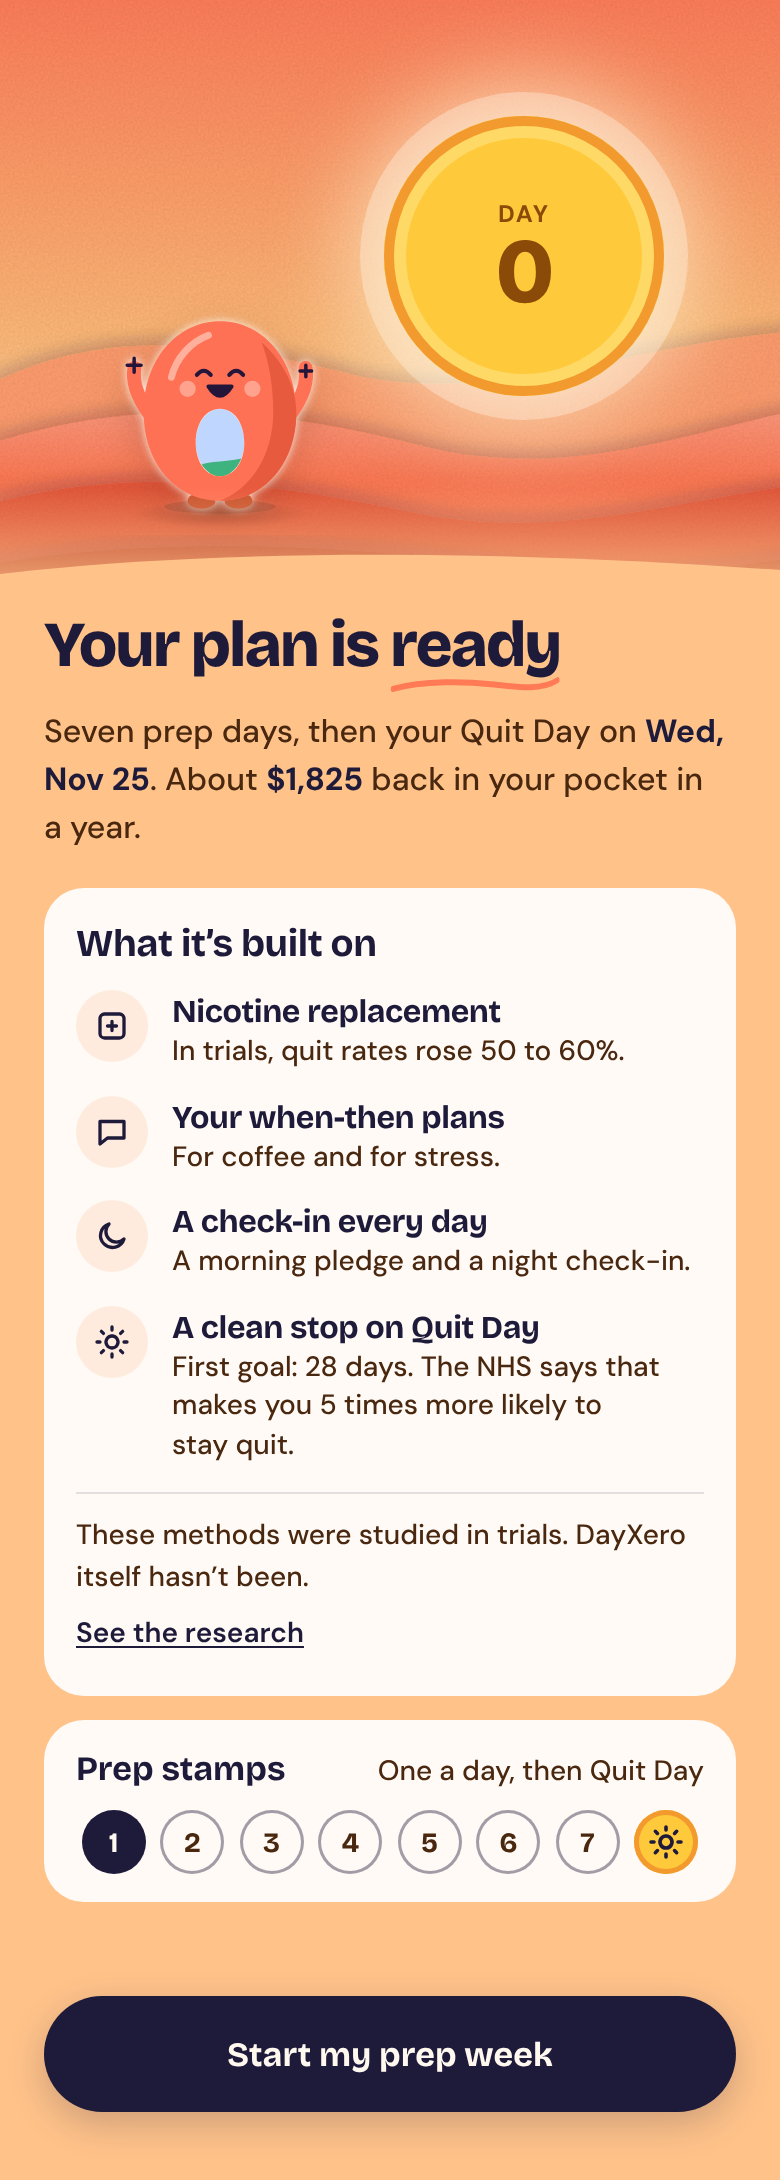 DAY
0
Your plan is ready
Seven prep days, then your Quit Day on Wed,
Nov 25. About $1,825 back in your pocket in
a year.
What it’s built on
Nicotine replacement
In trials, quit rates rose 50 to 60%.
Your when-then plans
For coffee and for stress.
A check-in every day
A morning pledge and a night check-in.
A clean stop on Quit Day
First goal: 28 days. The NHS says that
makes you 5 times more likely to
stay quit.
These methods were studied in trials. DayXero
itself hasn’t been.
See the research
Prep stamps One a day, then Quit Day
1 2 3 4 5 6 7
Start my prep week